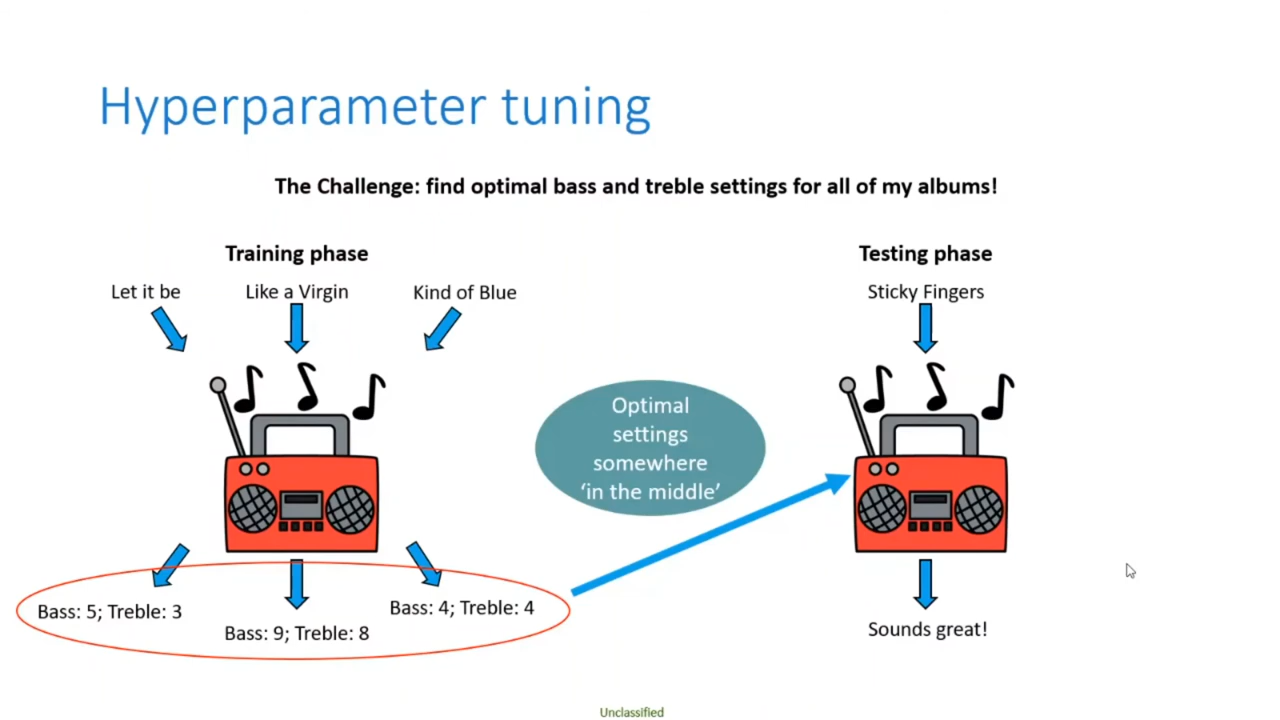 Hyperparameter tuning
The Challenge: find optimal bass and treble settings for all of my albums!
Training phase
Let it be
Like a Virgin
Kind of Blue
Optimal
settings
somewhere
‘in the middle’
Bass: 5; Treble: 3
Bass: 9; Treble: 8
Bass: 4; Treble: 4
Testing phase
Sticky Fingers
Sounds great!
Unclassified